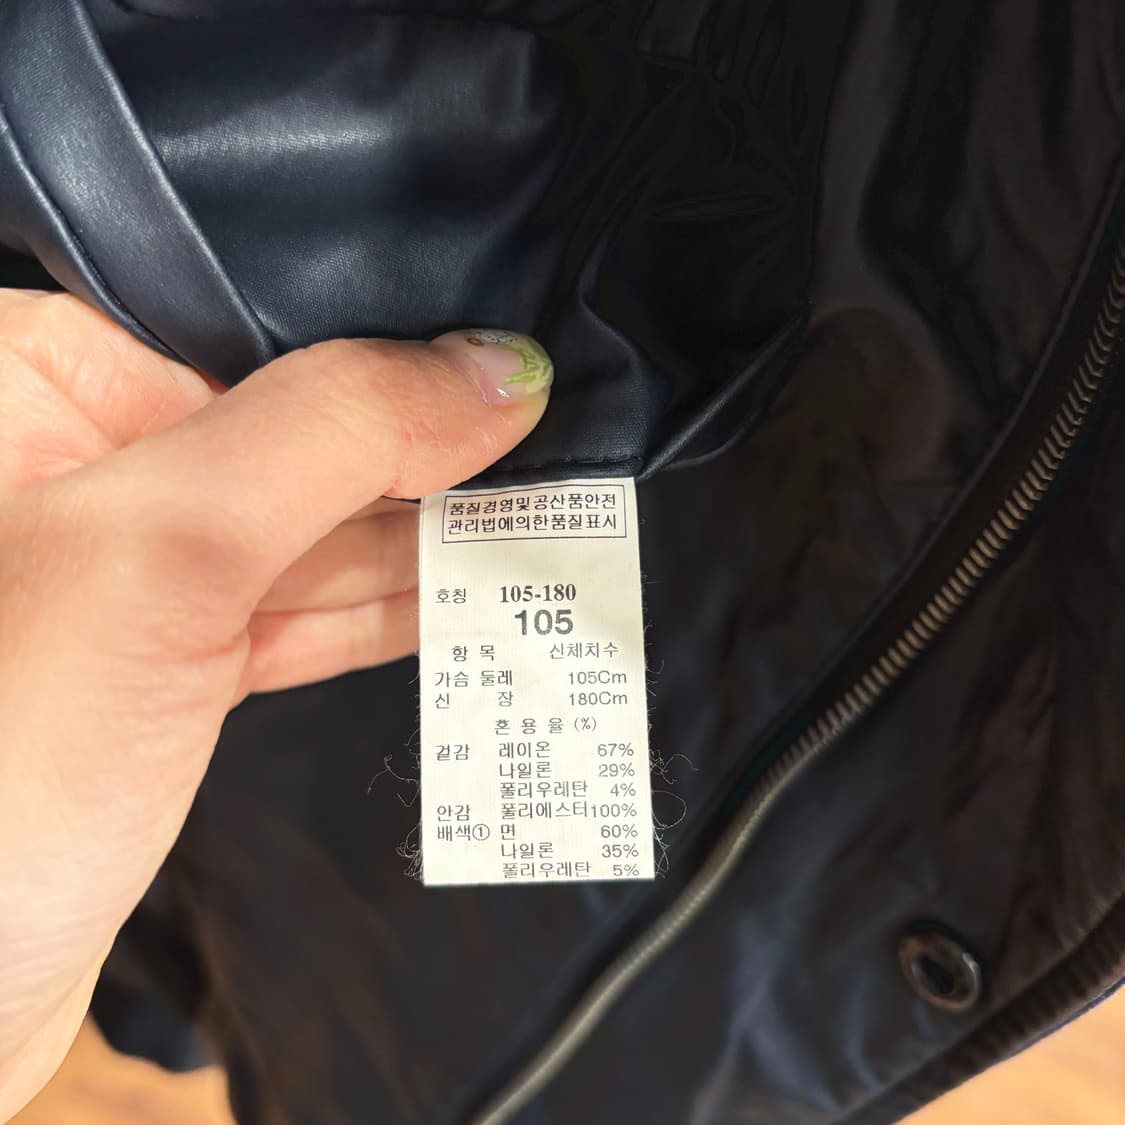 품질경영및공산품안전
관리법에의한품질표시
호칭 105-180
105
항 목 신체치수
가슴 둘레 105Cm
신 장 180Cm
혼 용 율 (%)
겉감 레이온 67%
나일론 29%
폴리우레탄 4%
안감 폴리에스터100%
배색① 면 60%
나일론 35%
폴리우레탄 5%